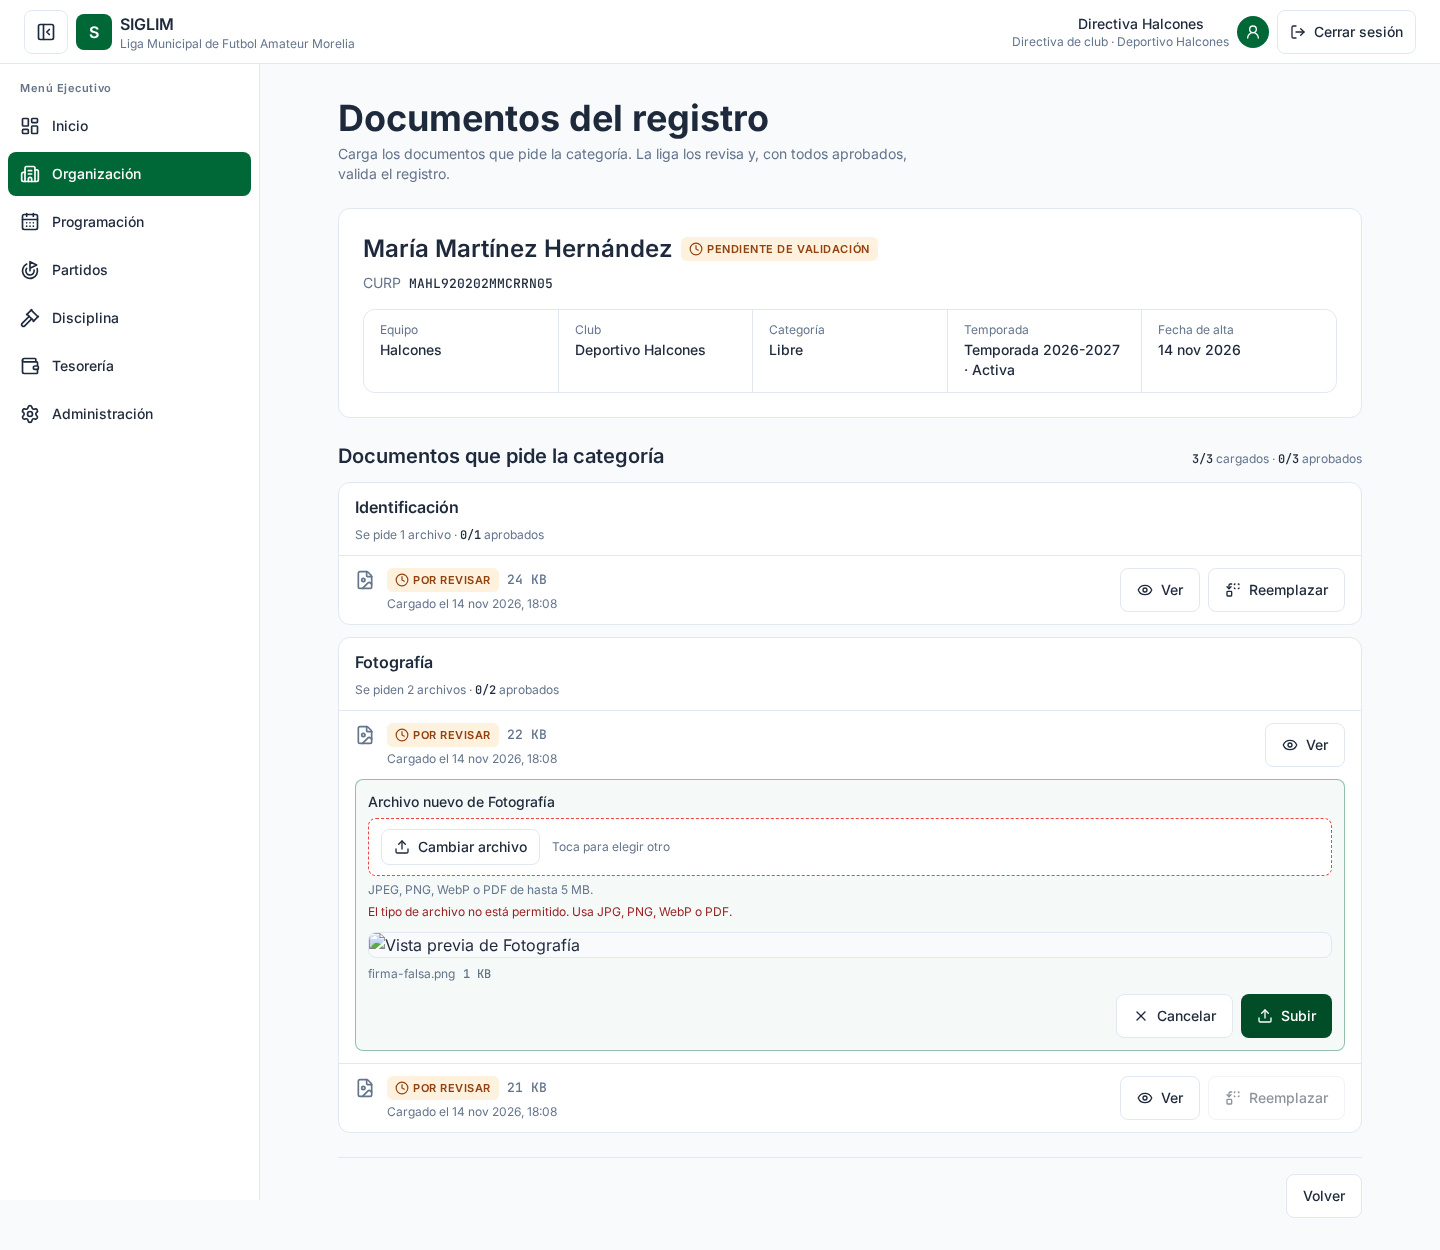 S
SIGLIM
Liga Municipal de Futbol Amateur Morelia
Directiva Halcones
Directiva de club · Deportivo Halcones
Cerrar sesión
Menú Ejecutivo
Inicio
Organización
Programación
Partidos
Disciplina
Tesorería
Administración
Documentos del registro
Carga los documentos que pide la categoría. La liga los revisa y, con todos aprobados,
valida el registro.
María Martínez Hernández
PENDIENTE DE VALIDACIÓN
CURP MAHL920202MMCRRN05
Equipo
Halcones
Club
Deportivo Halcones
Categoría
Libre
Temporada
Temporada 2026-2027
· Activa
Fecha de alta
14 nov 2026
Documentos que pide la categoría
3/3 cargados · 0/3 aprobados
Identificación
Se pide 1 archivo · 0/1 aprobados
POR REVISAR 24 KB
Cargado el 14 nov 2026, 18:08
Ver
Reemplazar
Fotografía
Se piden 2 archivos · 0/2 aprobados
POR REVISAR 22 KB
Cargado el 14 nov 2026, 18:08
Ver
Archivo nuevo de Fotografía
Cambiar archivo
Toca para elegir otro
JPEG, PNG, WebP o PDF de hasta 5 MB.
El tipo de archivo no está permitido. Usa JPG, PNG, WebP o PDF.
Vista previa de Fotografía
firma-falsa.png 1 KB
Cancelar
Subir
POR REVISAR 21 KB
Cargado el 14 nov 2026, 18:08
Ver
Reemplazar
Volver